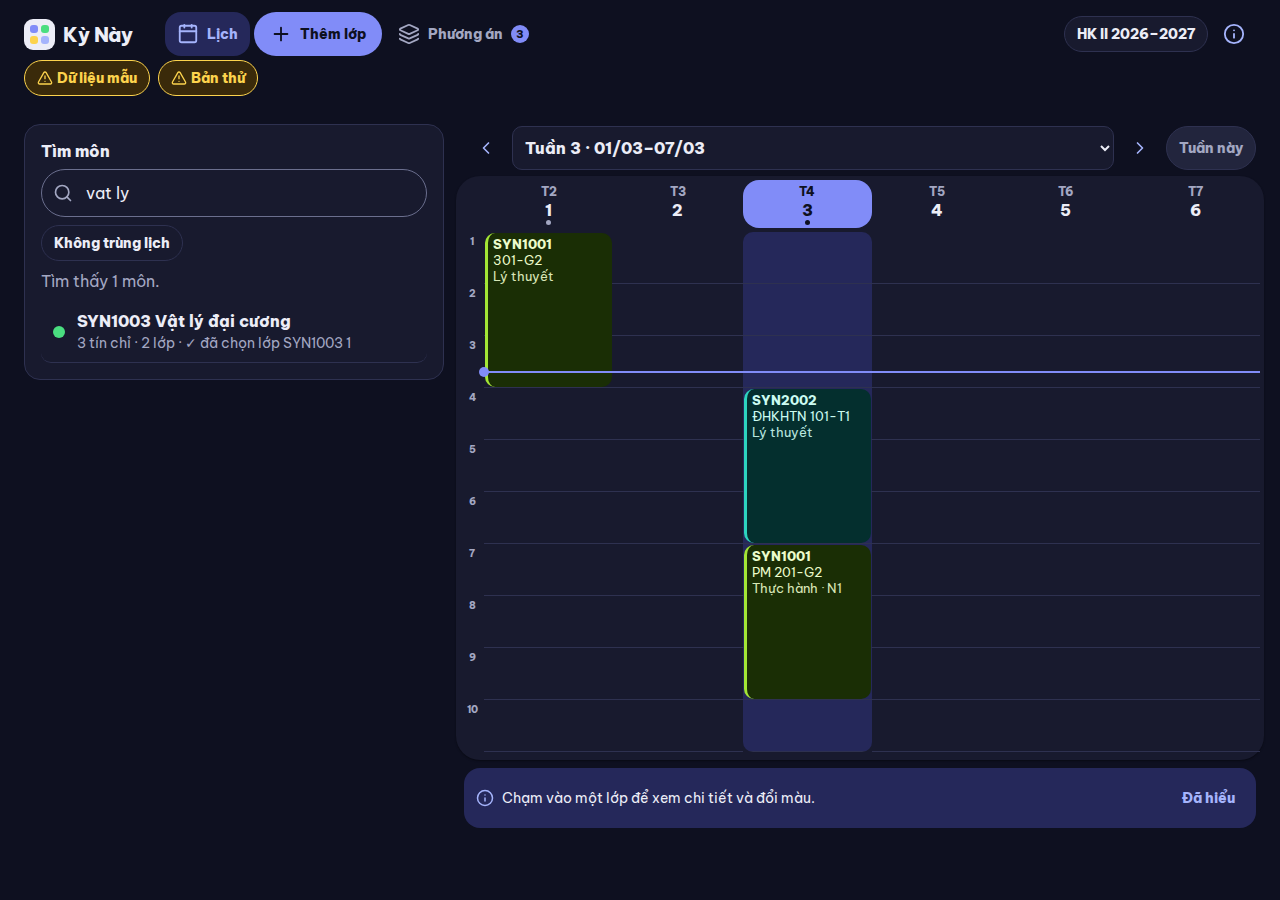 Kỳ Này
Lịch
Thêm lớp
Phương án 3
HK II 2026–2027
Dữ liệu mẫu
Bản thử
Tìm môn
vat ly
Không trùng lịch
Tìm thấy 1 môn.
SYN1003 Vật lý đại cương
3 tín chỉ · 2 lớp · ✓ đã chọn lớp SYN1003 1
Tuần 3 · 01/03–07/03
Tuần này
T2 T3 T4 T5 T6 T7
1 2 3 4 5 6
1
SYN1001
301-G2
Lý thuyết
2
3
4
SYN2002
ĐHKHTN 101-T1
Lý thuyết
5
6
7
SYN1001
PM 201-G2
Thực hành · N1
8
9
10
Chạm vào một lớp để xem chi tiết và đổi màu.
Đã hiểu